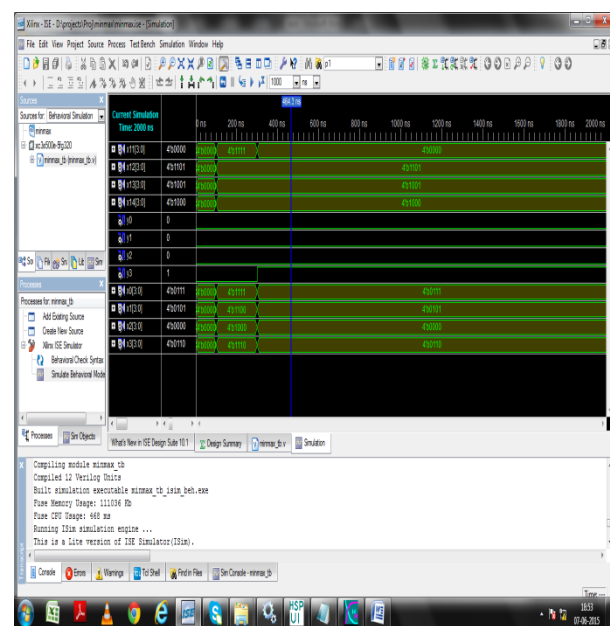 Xilinx - ISE - D:\projects\Proj\minmax\minmax.ise - [Simulation]
File Edit View Project Source Process Test Bench Simulation Window Help
1000 ns
Sources
Sources for: Behavioral Simulation
minmax
xc3s500e-5fg320
minmax_tb (minmax_tb.v)
Processes
Processes for: minmax_tb
Add Existing Source
Create New Source
Xilinx ISE Simulator
Behavioral Check Syntax
Simulate Behavioral Mode
Processes Sim Objects
Current Simulation
Time: 2000 ns
0 ns 200 ns 400 ns 600 ns 800 ns 1000 ns 1200 ns 1400 ns 1600 ns 1800 ns 2000 ns
x11[3:0] 4'b0000 4'b1111 4'b0000
x12[3:0] 4'b1101 4'b1101
x13[3:0] 4'b1001 4'b1001
x14[3:0] 4'b1000 4'b1000
y0 0
y1 0
y2 0
y3 1
x0[3:0] 4'b0111 4'b1111 4'b0111
x1[3:0] 4'b0101 4'b1100 4'b0101
x2[3:0] 4'b0000 4'b1000 4'b0000
x3[3:0] 4'b0110 4'b1110 4'b0110
What's New in ISE Design Suite 10.1 Design Summary minmax_tb.v Simulation
Compiling module minmax_tb
Compiled 12 Verilog Units
Built simulation executable minmax_tb_isim_beh.exe
Fuse Memory Usage: 111036 Kb
Fuse CPU Usage: 468 ms
Running ISim simulation engine ...
This is a Lite version of ISE Simulator(ISim).
Console Errors Warnings Tcl Shell Find in Files Sim Console - minmax_tb
Time:
18:53
07-06-2015